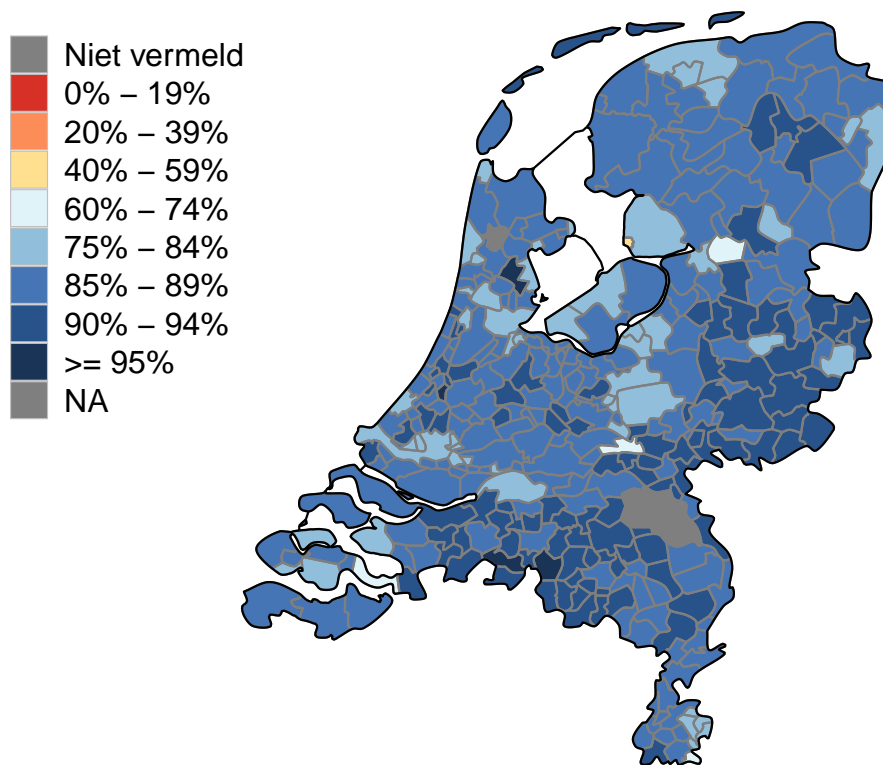 Niet vermeld
0% – 19%
20% – 39%
40% – 59%
60% – 74%
75% – 84%
85% – 89%
90% – 94%
>= 95%
NA